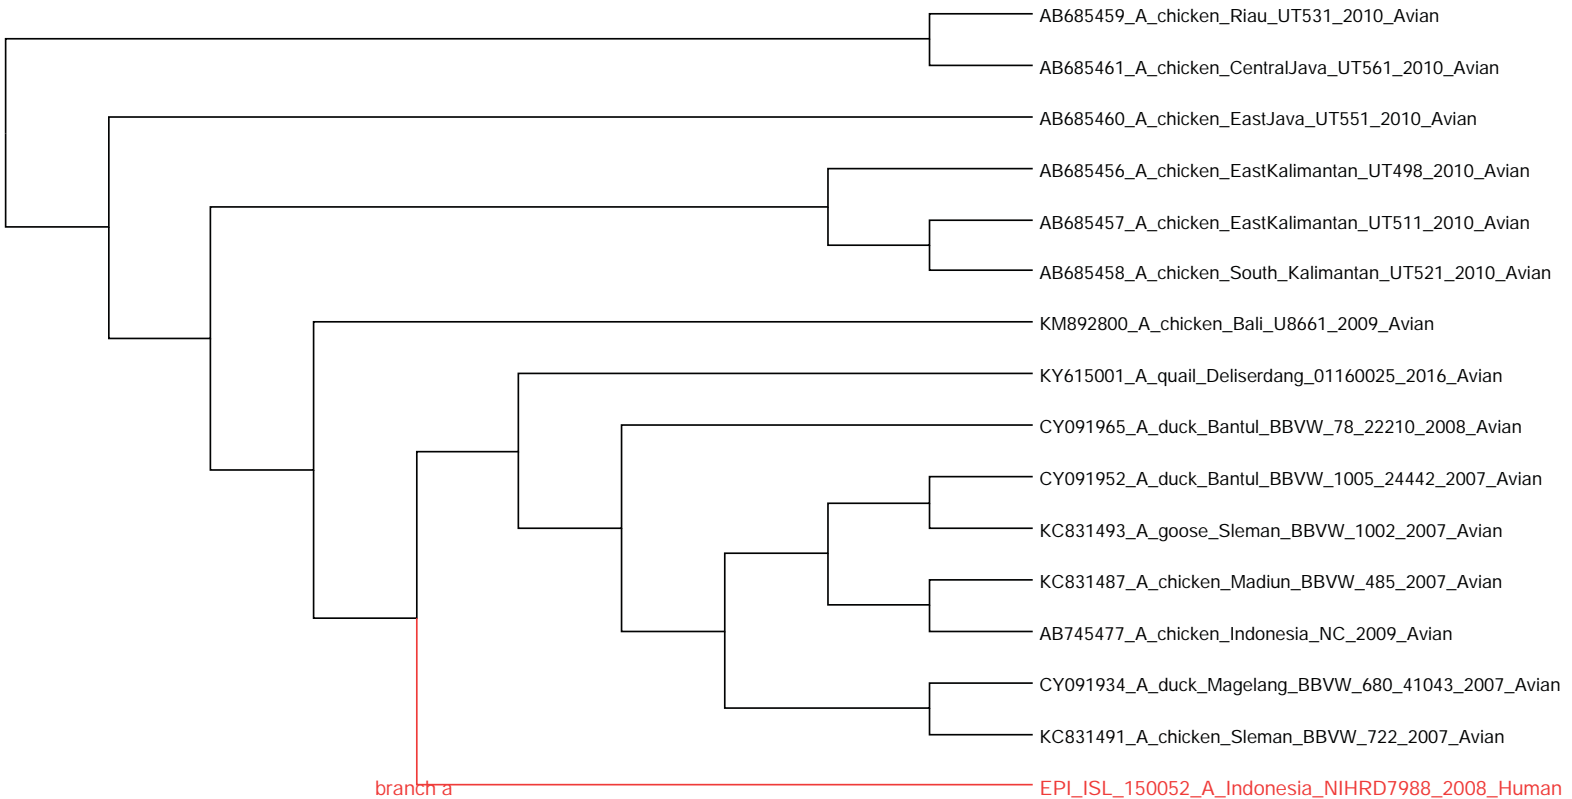 AB685459_A_chicken_Riau_UT531_2010_Avian
AB685461_A_chicken_CentralJava_UT561_2010_Avian
AB685460_A_chicken_EastJava_UT551_2010_Avian
AB685456_A_chicken_EastKalimantan_UT498_2010_Avian
AB685457_A_chicken_EastKalimantan_UT511_2010_Avian
AB685458_A_chicken_South_Kalimantan_UT521_2010_Avian
KM892800_A_chicken_Bali_U8661_2009_Avian
KY615001_A_quail_Deliserdang_01160025_2016_Avian
CY091965_A_duck_Bantul_BBVW_78_22210_2008_Avian
CY091952_A_duck_Bantul_BBVW_1005_24442_2007_Avian
KC831493_A_goose_Sleman_BBVW_1002_2007_Avian
KC831487_A_chicken_Madiun_BBVW_485_2007_Avian
AB745477_A_chicken_Indonesia_NC_2009_Avian
CY091934_A_duck_Magelang_BBVW_680_41043_2007_Avian
KC831491_A_chicken_Sleman_BBVW_722_2007_Avian
branch a
EPI_ISL_150052_A_Indonesia_NIHRD7988_2008_Human